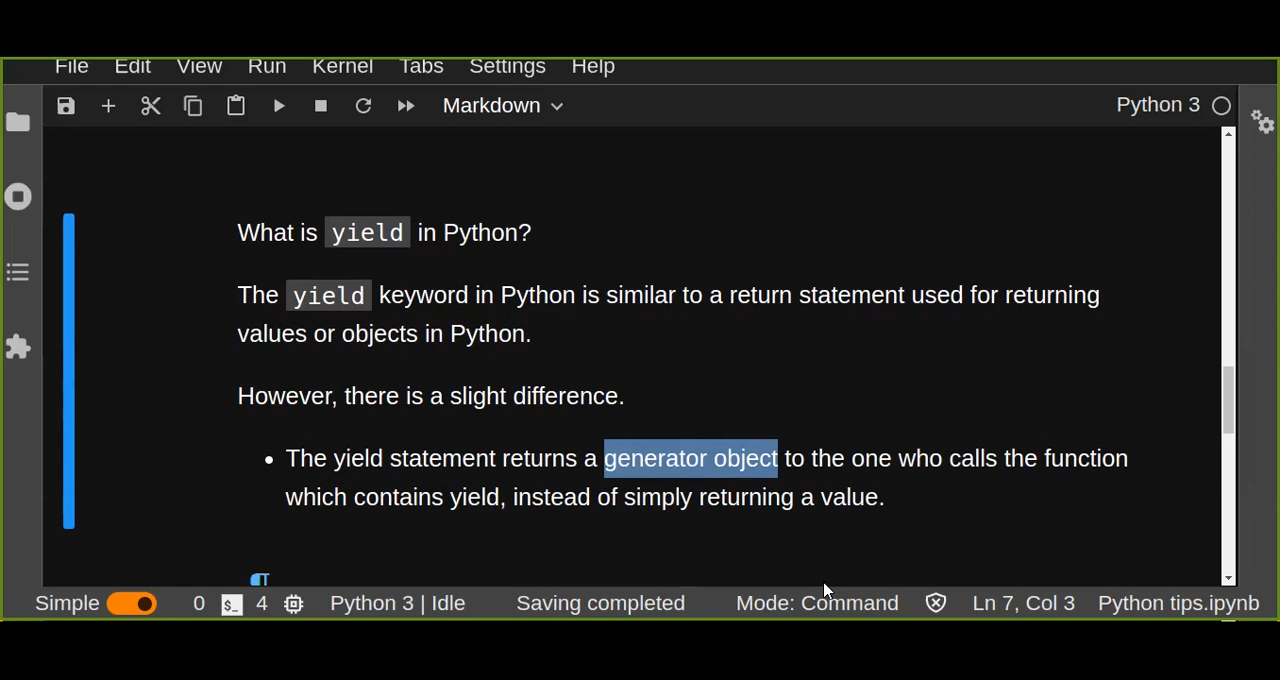 File Edit View Run Kernel Tabs Settings Help
Markdown Python 3
What is yield in Python?
The yield keyword in Python is similar to a return statement used for returning
values or objects in Python.
However, there is a slight difference.
• The yield statement returns a generator object to the one who calls the function
which contains yield, instead of simply returning a value.
¶
Simple 0 $_ 4 Python 3 | Idle Saving completed Mode: Command Ln 7, Col 3 Python tips.ipynb